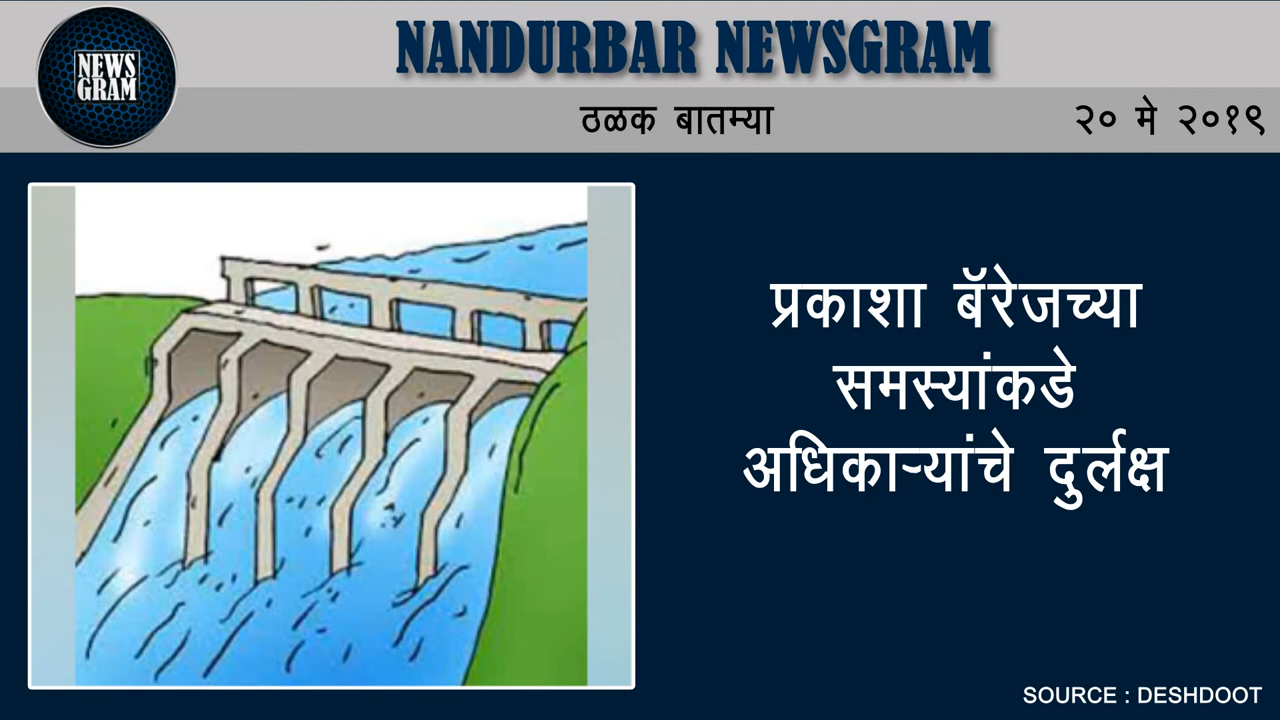 NEWS
GRAM
NANDURBAR NEWSGRAM
ठळक बातम्या
२० मे २०१९
प्रकाशा बॅरेजच्या
समस्यांकडे
अधिकाऱ्यांचे दुर्लक्ष
SOURCE : DESHDOOT